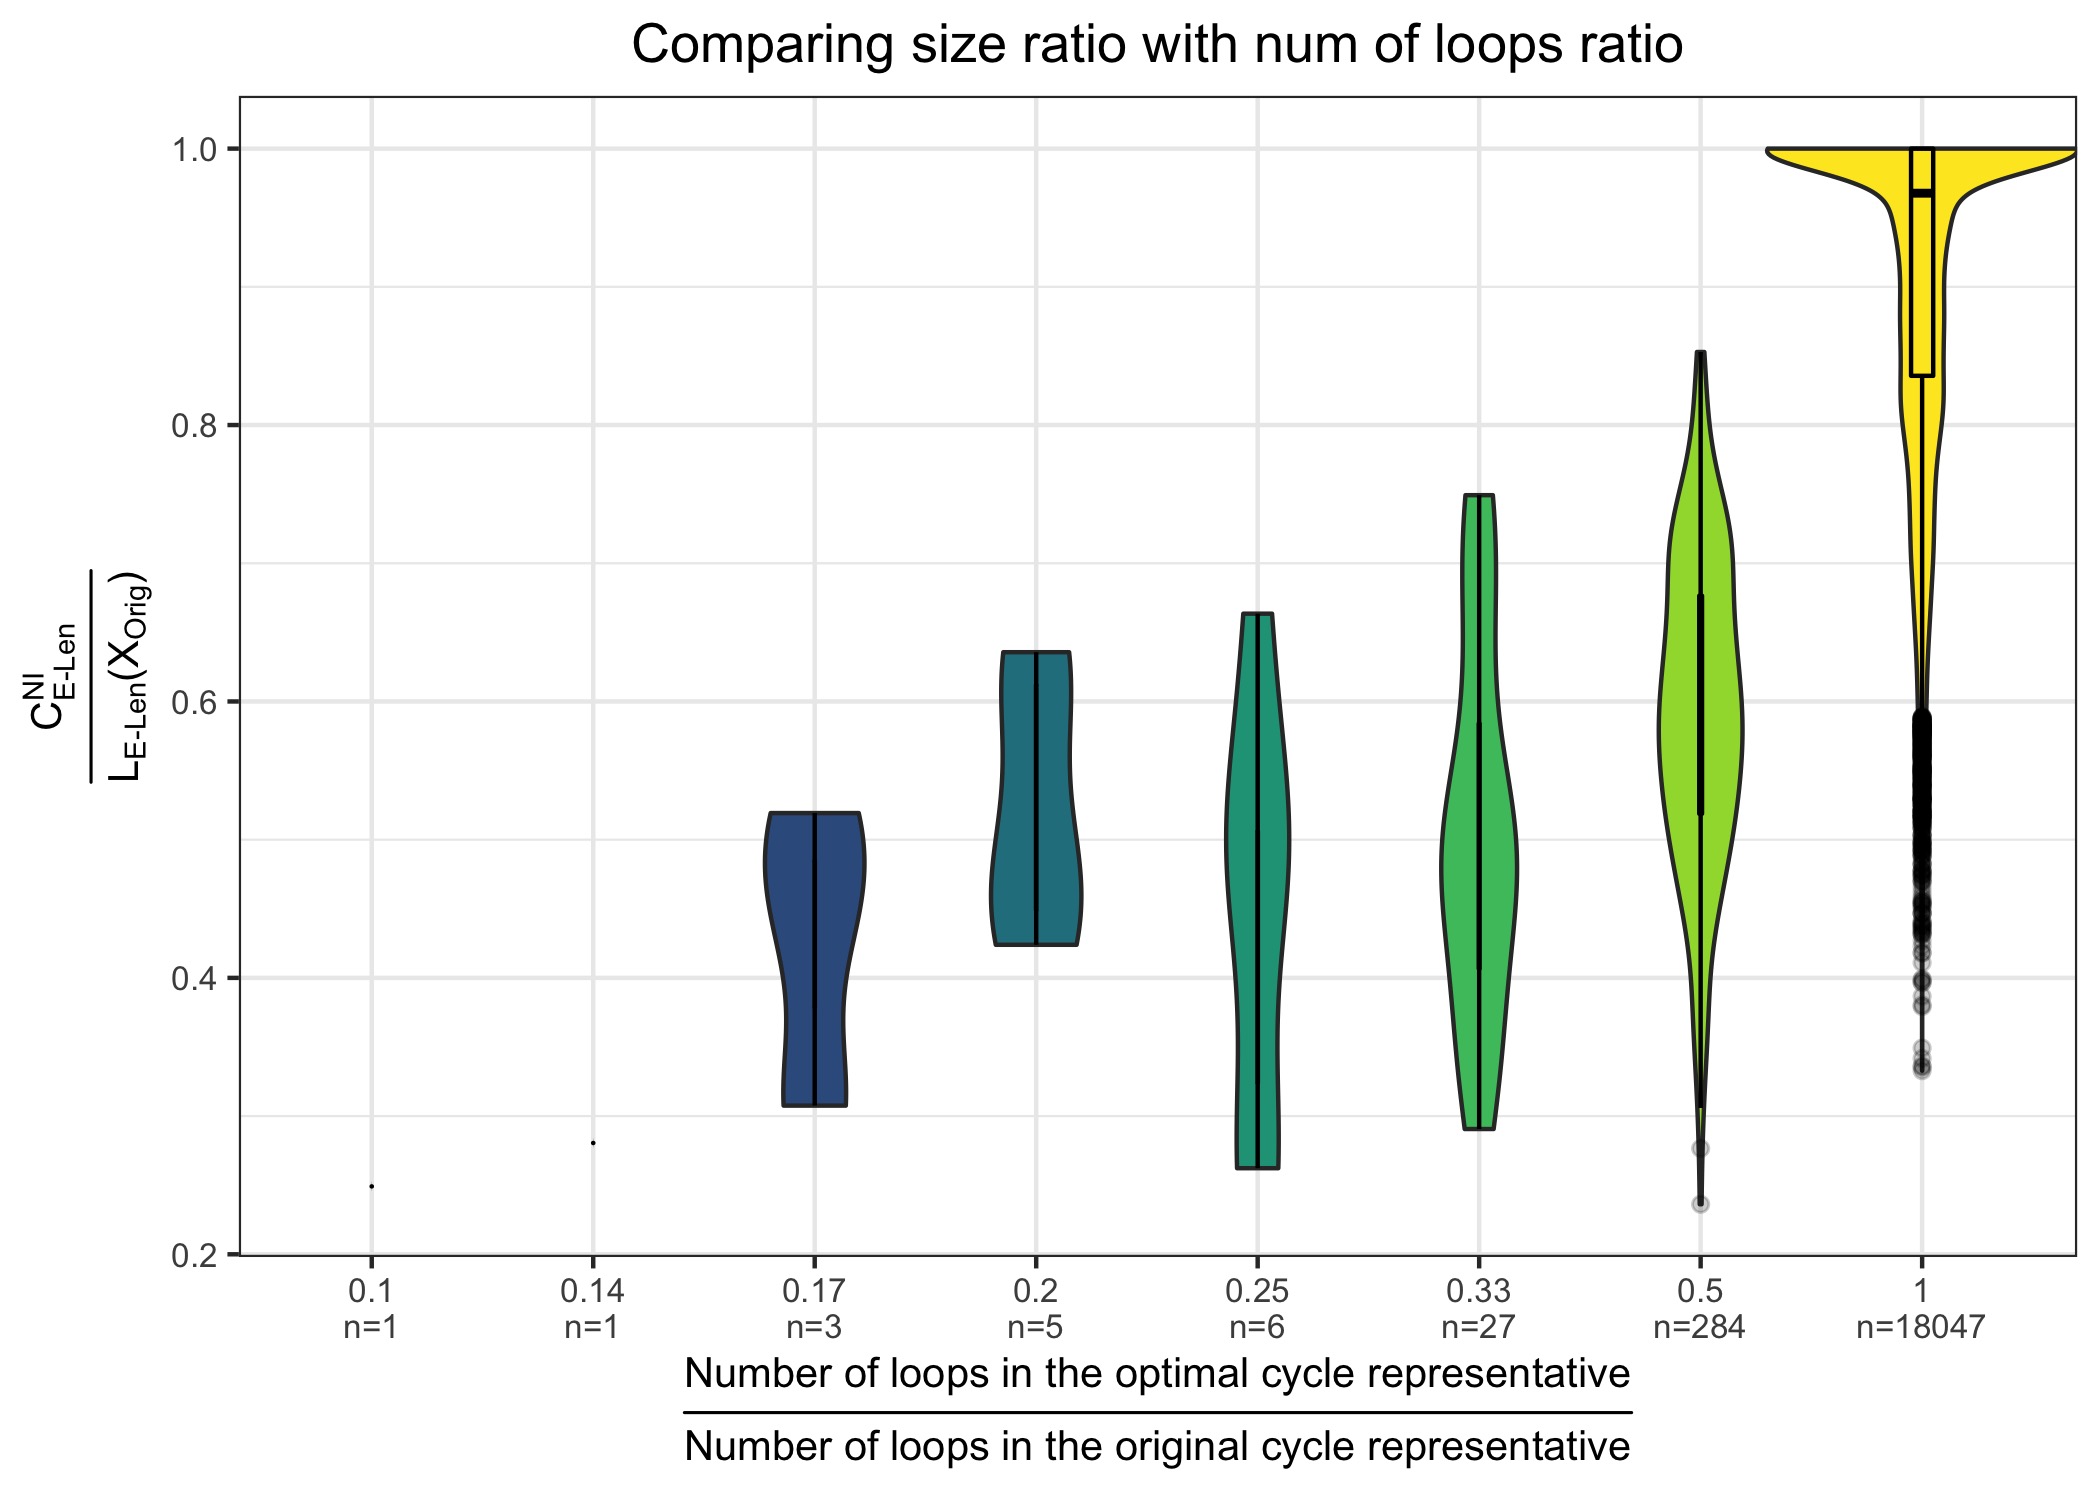 Comparing size ratio with num of loops ratio
C^NI_E-Len
L_E-Len(X_Orig)
1.0
0.8
0.6
0.4
0.2
0.1 0.14 0.17 0.2 0.25 0.33 0.5 1
n=1 n=1 n=3 n=5 n=6 n=27 n=284 n=18047
Number of loops in the optimal cycle representative
Number of loops in the original cycle representative